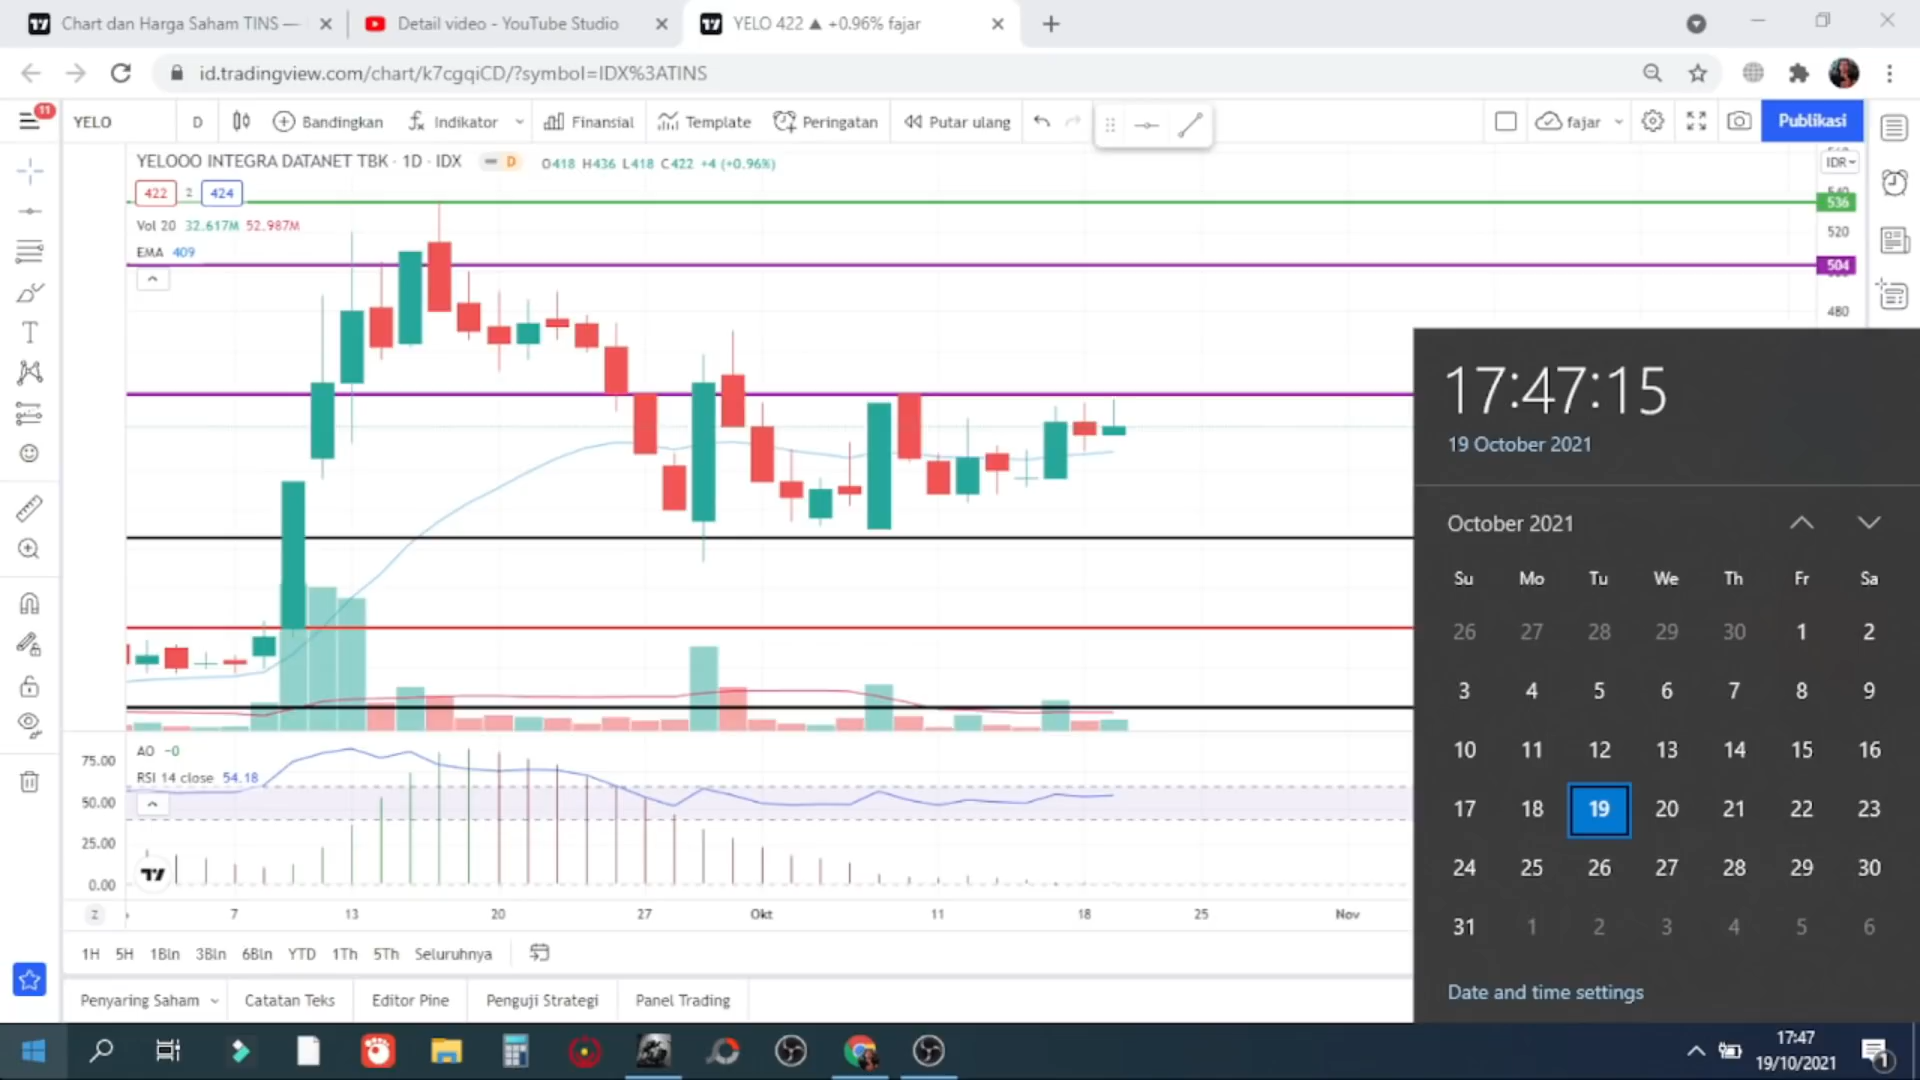 Chart dan Harga Saham TINS —
Detail video - YouTube Studio
YELO 422 ▲ +0.96% fajar
id.tradingview.com/chart/k7cgqiCD/?symbol=IDX%3ATINS
11
YELO
D
Bandingkan
Indikator
Finansial
Template
Peringatan
Putar ulang
fajar
Publikasi
YELOOO INTEGRA DATANET TBK · 1D · IDX
D
O418 H436 L418 C422 +4 (+0.96%)
IDR
422 2 424
540
536
Vol 20 32.617M 52.987M
520
EMA 409
504
480
17:47:15
19 October 2021
October 2021
Su Mo Tu We Th Fr Sa
26 27 28 29 30 1 2
3 4 5 6 7 8 9
10 11 12 13 14 15 16
17 18 19 20 21 22 23
24 25 26 27 28 29 30
31 1 2 3 4 5 6
Date and time settings
AO −0
75.00
RSI 14 close 54.18
50.00
25.00
0.00
Z
7 13 20 27 Okt 11 18 25 Nov
1H 5H 1Bln 3Bln 6Bln YTD 1Th 5Th Seluruhnya
Penyaring Saham
Catatan Teks
Editor Pine
Penguji Strategi
Panel Trading
17:47
19/10/2021
1